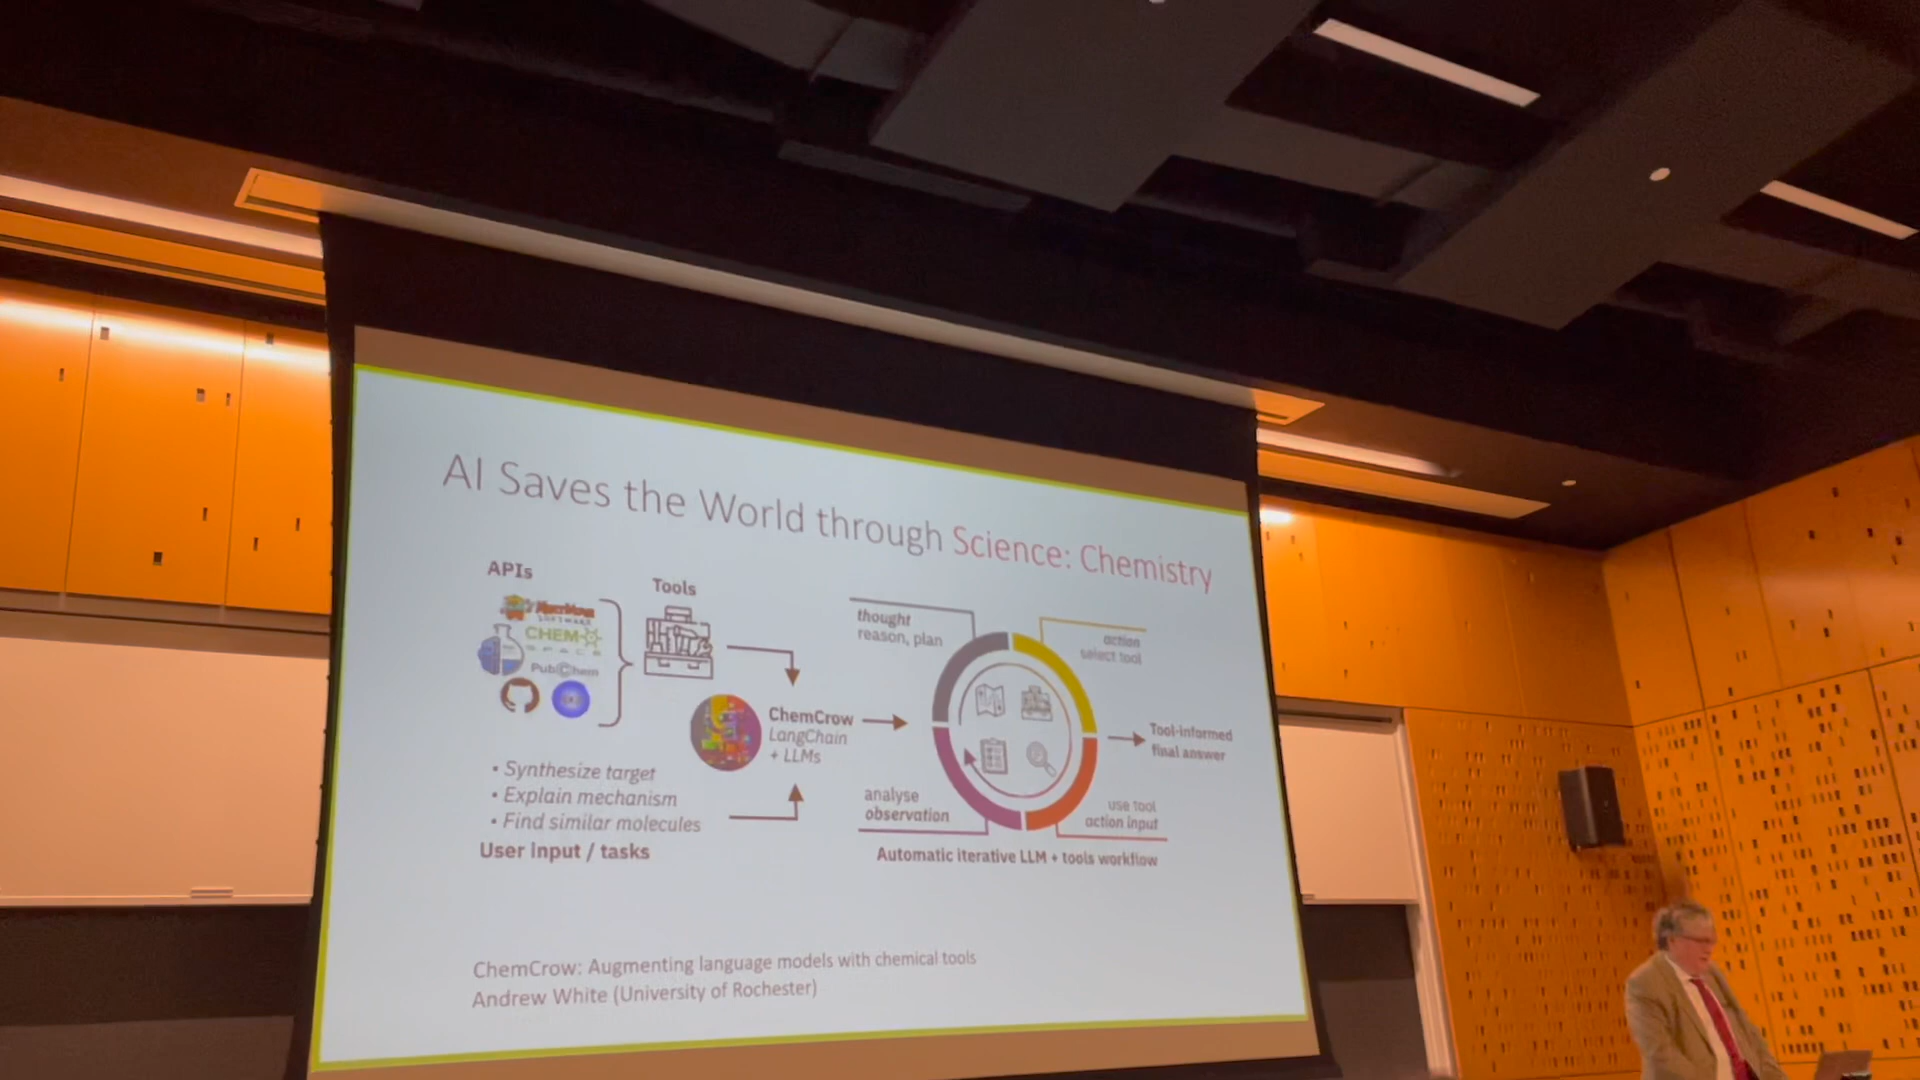 AI Saves the World through Science: Chemistry
APIs
Tools
NextMove
SOFTWARE
CHEM
SPACE
PubChem
ChemCrow
LangChain
+ LLMs
• Synthesize target
• Explain mechanism
• Find similar molecules
User Input / tasks
thought
reason, plan
action
select tool
Tool-informed
final answer
analyse
observation
use tool
action input
Automatic iterative LLM + tools workflow
ChemCrow: Augmenting language models with chemical tools
Andrew White (University of Rochester)